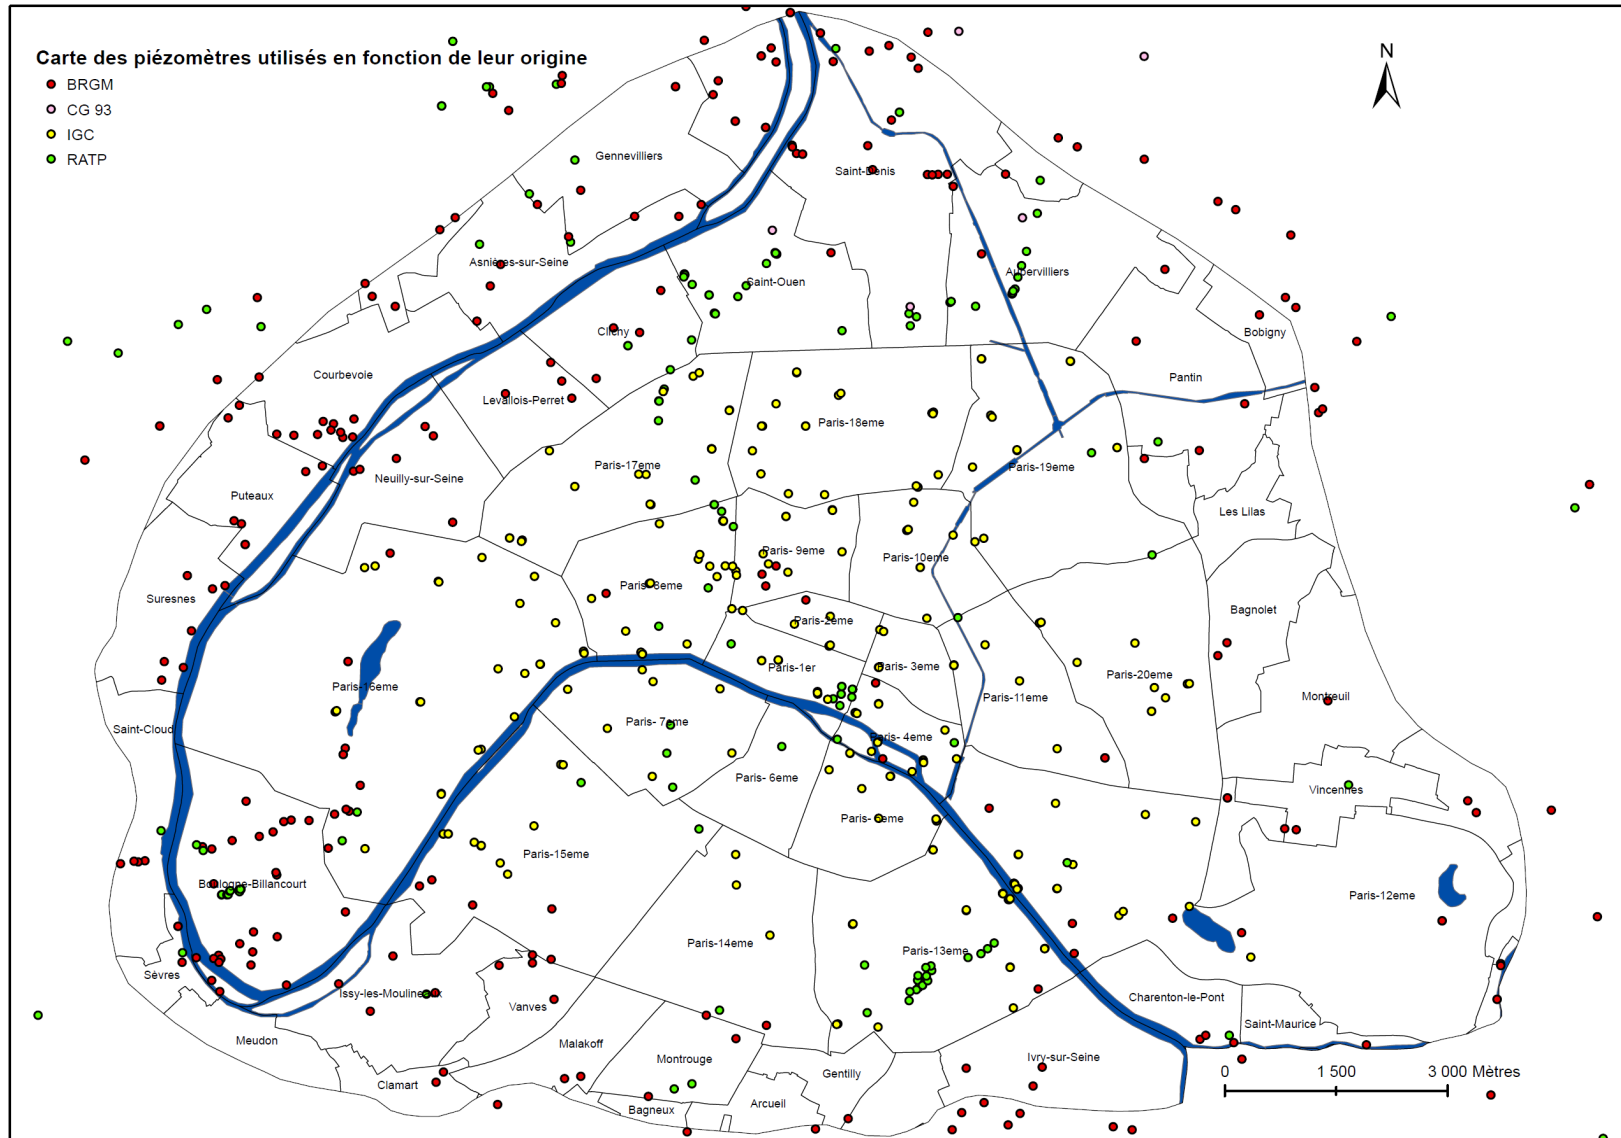 Carte des piézomètres utilisés en fonction de leur origine
BRGM
CG 93
IGC
RATP
N
Gennevilliers
Saint-Denis
Asnières-sur-Seine
Saint-Ouen
Aubervilliers
Clichy
Bobigny
Courbevoie
Pantin
Levallois-Perret
Paris-18eme
Paris-17eme
Paris-19eme
Neuilly-sur-Seine
Puteaux
Les Lilas
Paris- 9eme
Paris-10eme
Paris- 8eme
Suresnes
Bagnolet
Paris-2eme
Paris-1er
Paris- 3eme
Paris-20eme
Paris-16eme
Paris-11eme
Montreuil
Saint-Cloud
Paris- 7eme
Paris- 4eme
Paris- 6eme
Vincennes
Paris- 5eme
Paris-15eme
Boulogne-Billancourt
Paris-12eme
Paris-14eme
Paris-13eme
Sèvres
Issy-les-Moulineaux
Vanves
Charenton-le-Pont
Saint-Maurice
Meudon
Malakoff
Montrouge
Ivry-sur-Seine
Gentilly
Clamart
Arcueil
Bagneux
0 1 500 3 000 Mètres